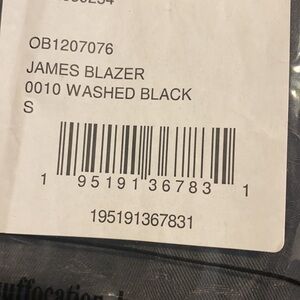 OB1207076
JAMES BLAZER
0010 WASHED BLACK
S
1 95191 36783 1
195191367831